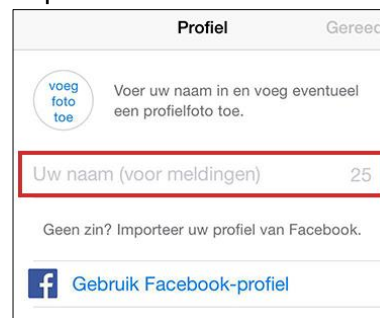 Profiel
Gereed
voeg
foto
toe
Voer uw naam in en voeg eventueel
een profielfoto toe.
Uw naam (voor meldingen) 25
Geen zin? Importeer uw profiel van Facebook.
f
Gebruik Facebook-profiel